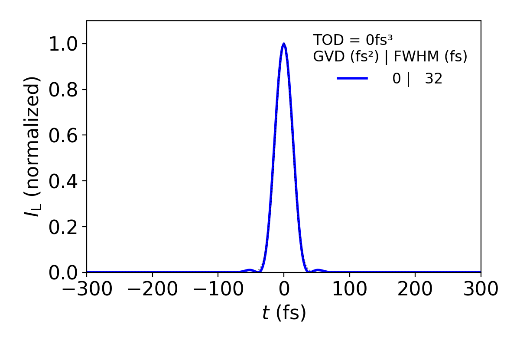 TOD = 0fs³
GVD (fs²) | FWHM (fs)
0 | 32
1.0
0.8
0.6
0.4
0.2
0.0
I_L (normalized)
−300 −200 −100 0 100 200 300
t (fs)